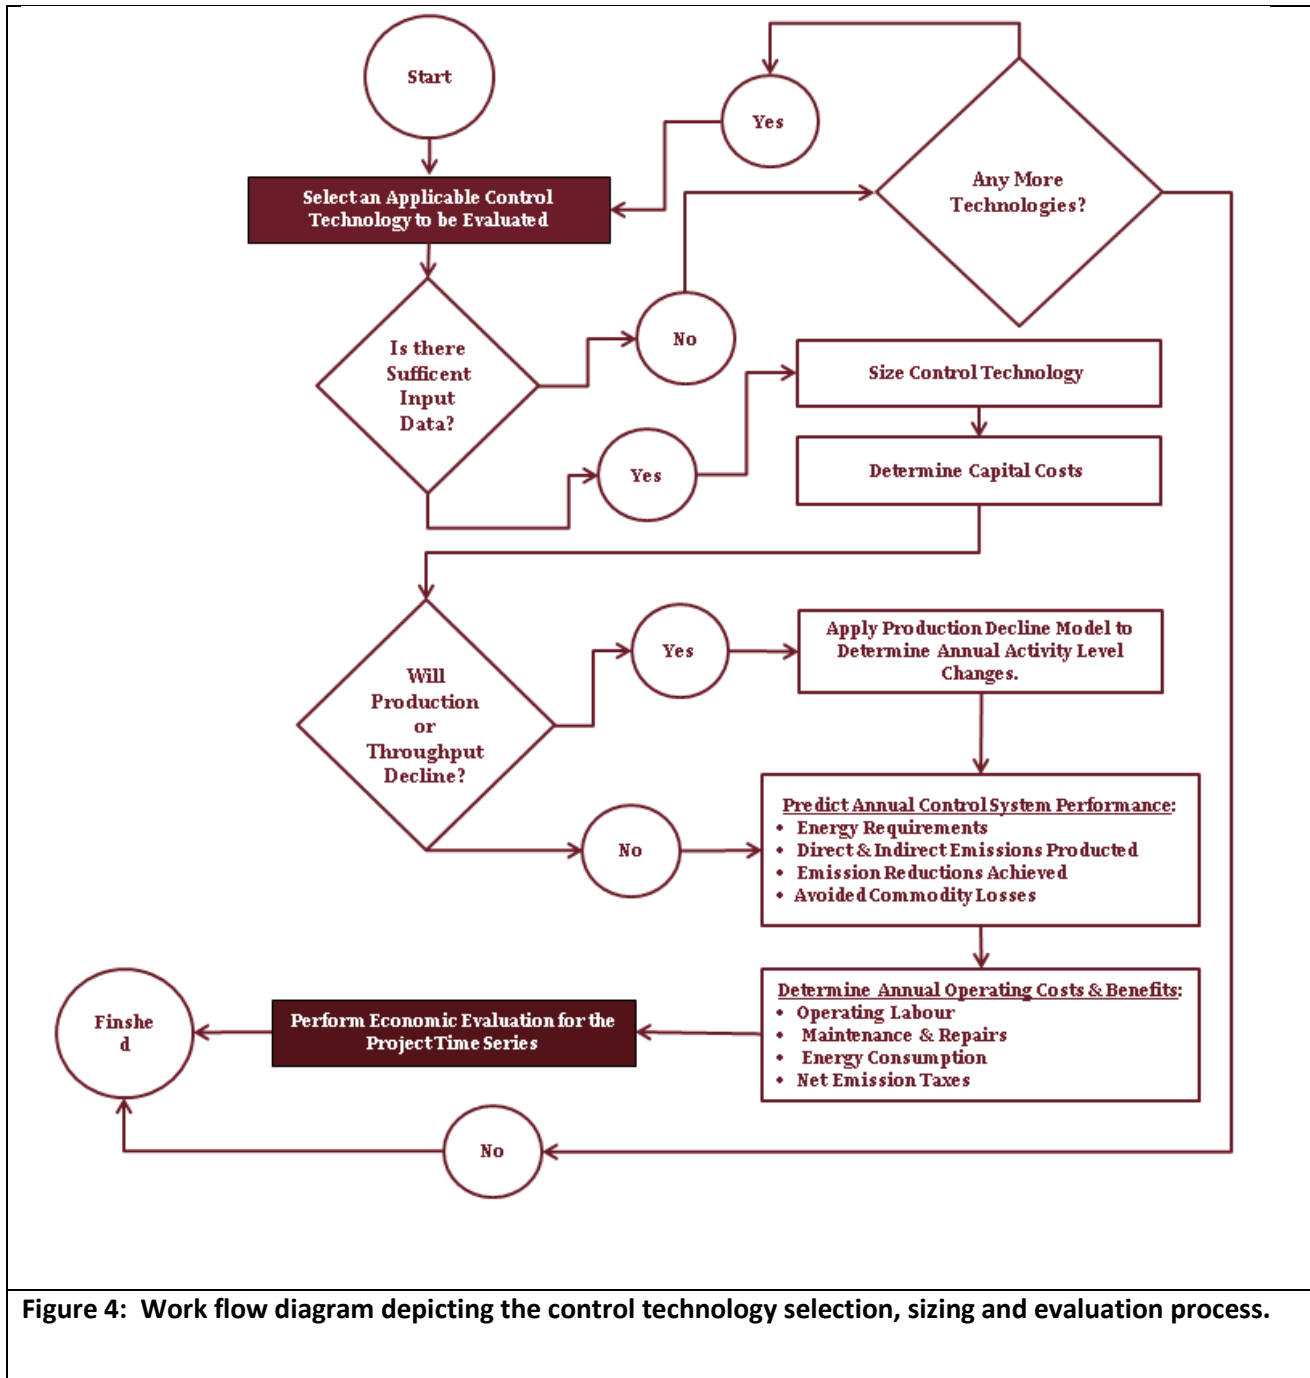 Start
Yes
Select an Applicable Control
Technology to be Evaluated
Any More
Technologies?
No
Is there
Sufficent
Input
Data?
Size Control Technology
Yes
Determine Capital Costs
Will
Production
or
Throughput
Decline?
Yes
Apply Production Decline Model to
Determine Annual Activity Level
Changes.
No
Predict Annual Control System Performance:
• Energy Requirements
• Direct & Indirect Emissions Producted
• Emission Reductions Achieved
• Avoided Commodity Losses
Determine Annual Operating Costs & Benefits:
• Operating Labour
• Maintenance & Repairs
• Energy Consumption
• Net Emission Taxes
Perform Economic Evaluation for the
Project Time Series
Finshe
d
No
Figure 4: Work flow diagram depicting the control technology selection, sizing and evaluation process.